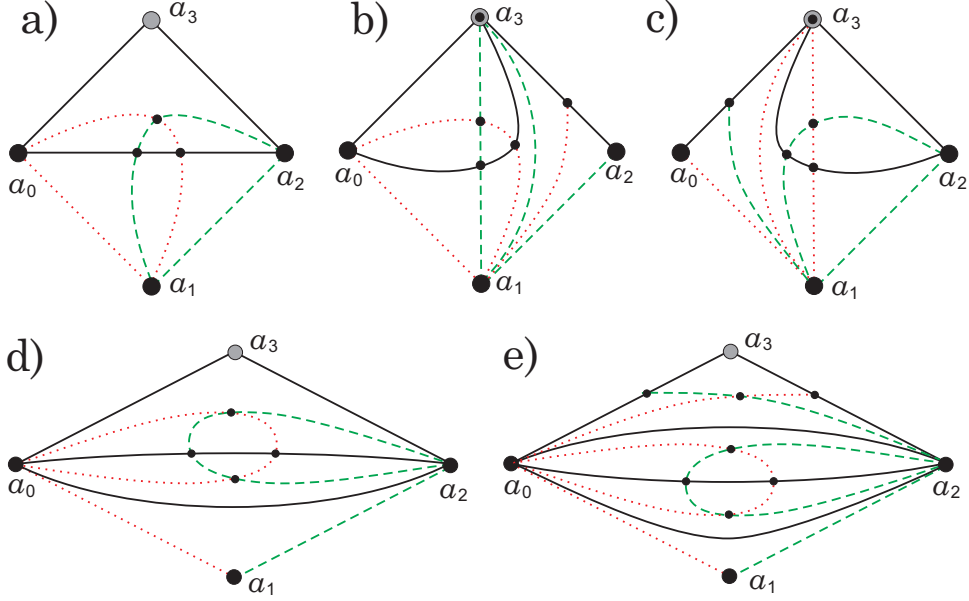 a) a₃ b) a₃ c) a₃
a₀ a₂ a₀ a₂ a₀ a₂
a₁ a₁ a₁
d) a₃ e) a₃
a₀ a₂ a₀ a₂
a₁ a₁